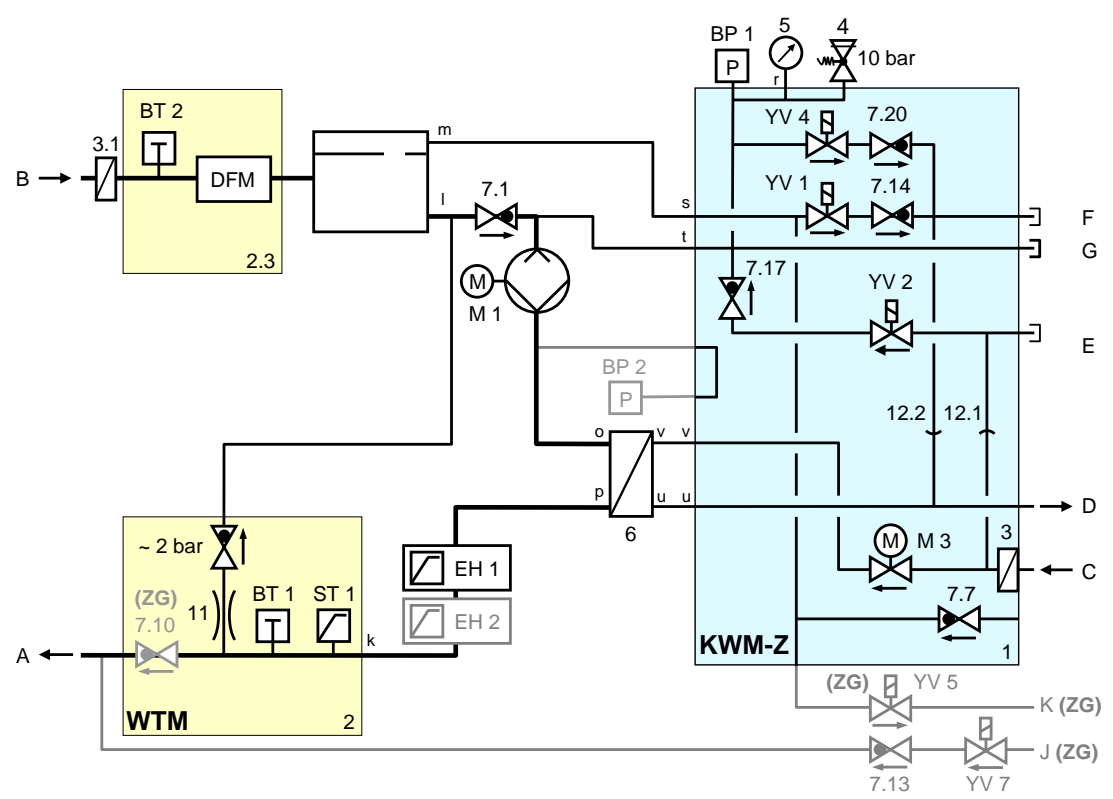 5
4
BP 1
P
r
10 bar
BT 2
YV 4
7.20
3.1
m
B
DFM
7.1
l
YV 1
7.14
s
F
t
G
2.3
7.17
M
M 1
YV 2
E
BP 2
P
12.2
12.1
o
v
v
p
u
u
D
6
~ 2 bar
M
M 3
3
C
EH 1
(ZG)
11
BT 1
ST 1
7.10
EH 2
7.7
k
A
KWM-Z
1
WTM
2
(ZG)
YV 5
K (ZG)
J (ZG)
7.13
YV 7